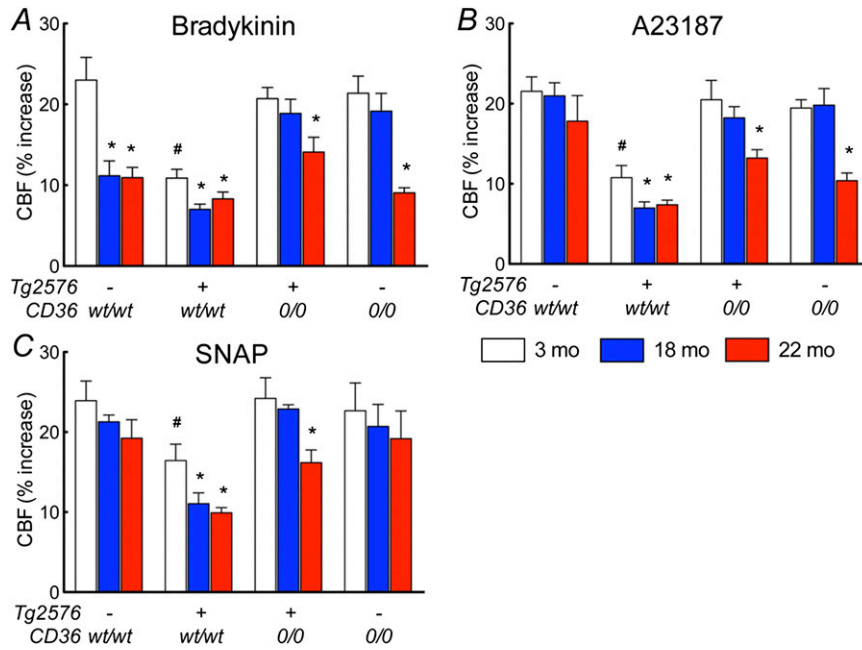 A Bradykinin
30
20
10
0
CBF (% increase)
* * # * * * *
Tg2576 - + + -
CD36 wt/wt wt/wt 0/0 0/0
B A23187
30
20
10
0
CBF (% increase)
# * * * *
Tg2576 - + + -
CD36 wt/wt wt/wt 0/0 0/0
3 mo 18 mo 22 mo
C SNAP
30
20
10
0
CBF (% increase)
# * * *
Tg2576 - + + -
CD36 wt/wt wt/wt 0/0 0/0